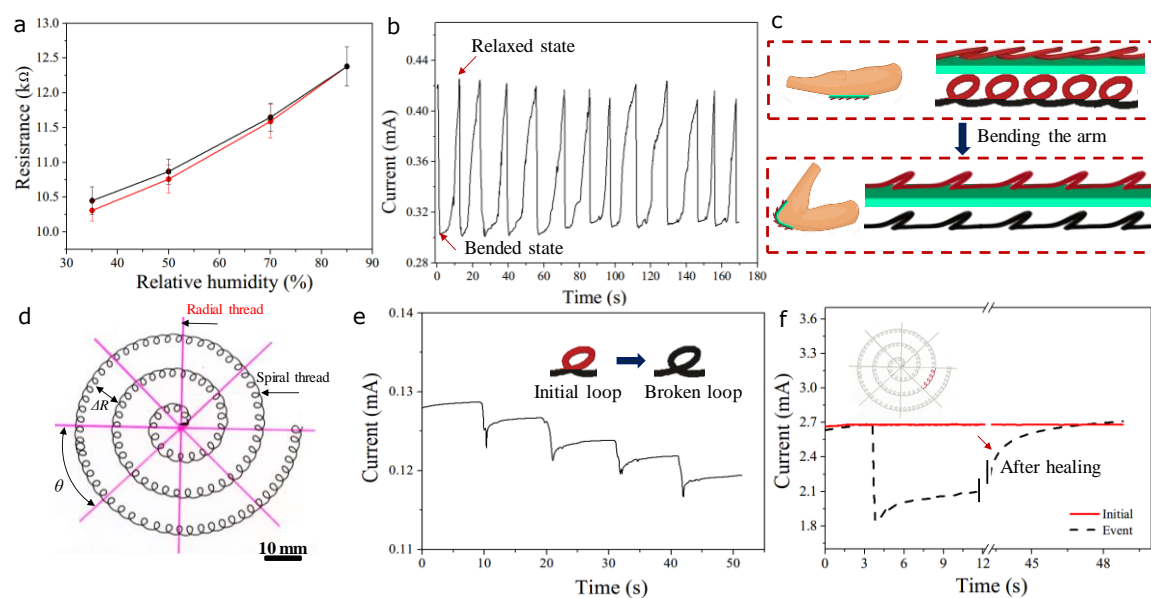 a
13.0
12.5
12.0
11.5
11.0
10.5
10.0
Resisrance (kΩ)
30 40 50 60 70 80 90
Relative humidity (%)
b
0.44
0.40
0.36
0.32
0.28
Current (mA)
Relaxed state
Bended state
0 20 40 60 80 100 120 140 160 180
Time (s)
c
Bending the arm
d
Radial thread
Spiral thread
ΔR
θ
10 mm
e
0.14
0.13
0.12
0.11
Current (mA)
Initial loop
Broken loop
0 10 20 30 40 50
Time (s)
f
3.6
3.3
3.0
2.7
2.4
2.1
1.8
Current (mA)
After healing
Initial
Event
0 3 6 9 12 42 48
Time (s)